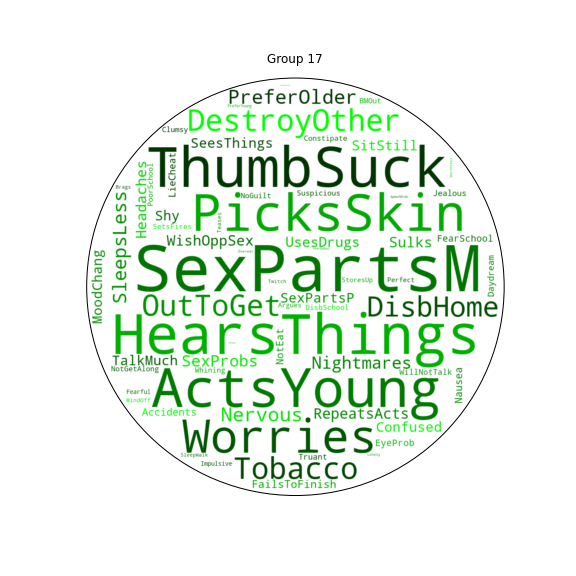 Group 17
PreferOlder
BMOut
DestroyOther
Clumsy
Constipate
SeesThings
SitStill
ThumbSuck
LieCheat
Headaches
PoorSchool
Brags
NoGuilt
Suspicious
Jealous
PicksSkin
SleepsLess
Shy
SetsFires
Teases
WishOppSex
UsesDrugs
Sulks
FearSchool
SexPartsM
MoodChang
Daydream
Twitch
StoresUp
Perfect
OutToGet
SexPartsP
Argues
DisbSchool
DisbHome
HearsThings
NotEat
TalkMuch
SexProbs
Nightmares
NotGetAlong
Whining
WillNotTalk
Nausea
ActsYoung
Fearful
WindOff
Accidents
Nervous
RepeatsActs
Confused
Worries
EyeProb
SleepWalk
Truant
Lonely
Impulsive
Tobacco
FailsToFinish